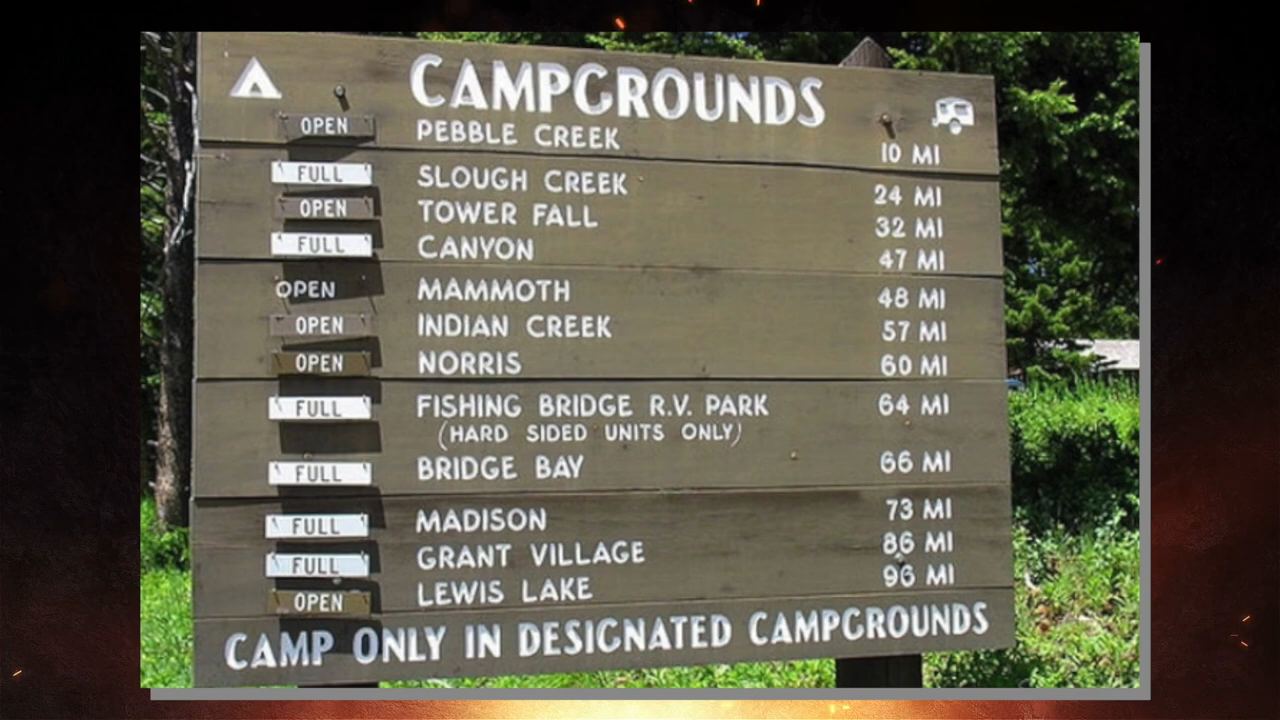 CAMPGROUNDS
OPEN PEBBLE CREEK 10 MI
FULL SLOUGH CREEK 24 MI
OPEN TOWER FALL 32 MI
FULL CANYON 47 MI
OPEN MAMMOTH 48 MI
OPEN INDIAN CREEK 57 MI
OPEN NORRIS 60 MI
FULL FISHING BRIDGE R.V. PARK 64 MI
(HARD SIDED UNITS ONLY)
FULL BRIDGE BAY 66 MI
FULL MADISON 73 MI
FULL GRANT VILLAGE 86 MI
OPEN LEWIS LAKE 96 MI
CAMP ONLY IN DESIGNATED CAMPGROUNDS